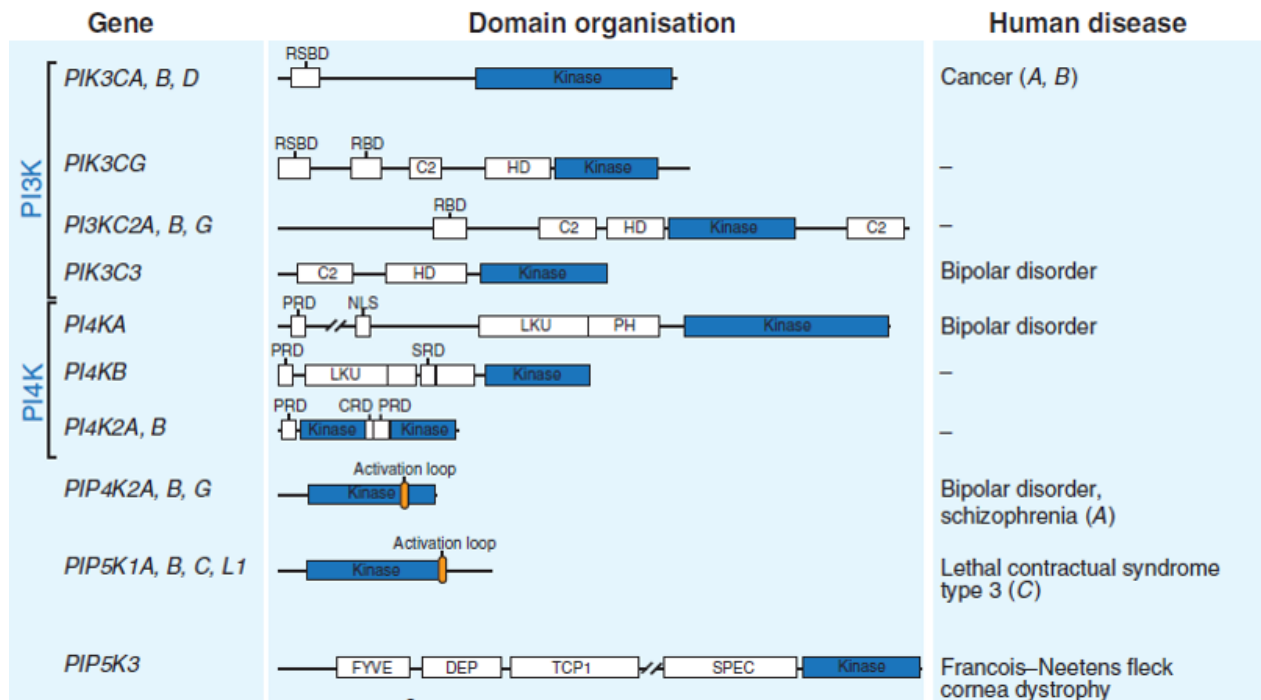 Gene Domain organisation Human disease
PI3K
RSBD
PIK3CA, B, D Kinase Cancer (A, B)
RSBD RBD
PIK3CG C2 HD Kinase –
RBD
PI3KC2A, B, G C2 HD Kinase C2 –
PIK3C3 C2 HD Kinase Bipolar disorder
PI4K
PRD NLS
PI4KA LKU PH Kinase Bipolar disorder
PRD SRD
PI4KB LKU Kinase –
PRD CRD PRD
PI4K2A, B Kinase Kinase –
Activation loop
PIP4K2A, B, G Kinase Bipolar disorder,
schizophrenia (A)
Activation loop
PIP5K1A, B, C, L1 Kinase Lethal contractual syndrome
type 3 (C)
PIP5K3 FYVE DEP TCP1 SPEC Kinase Francois–Neetens fleck
cornea dystrophy